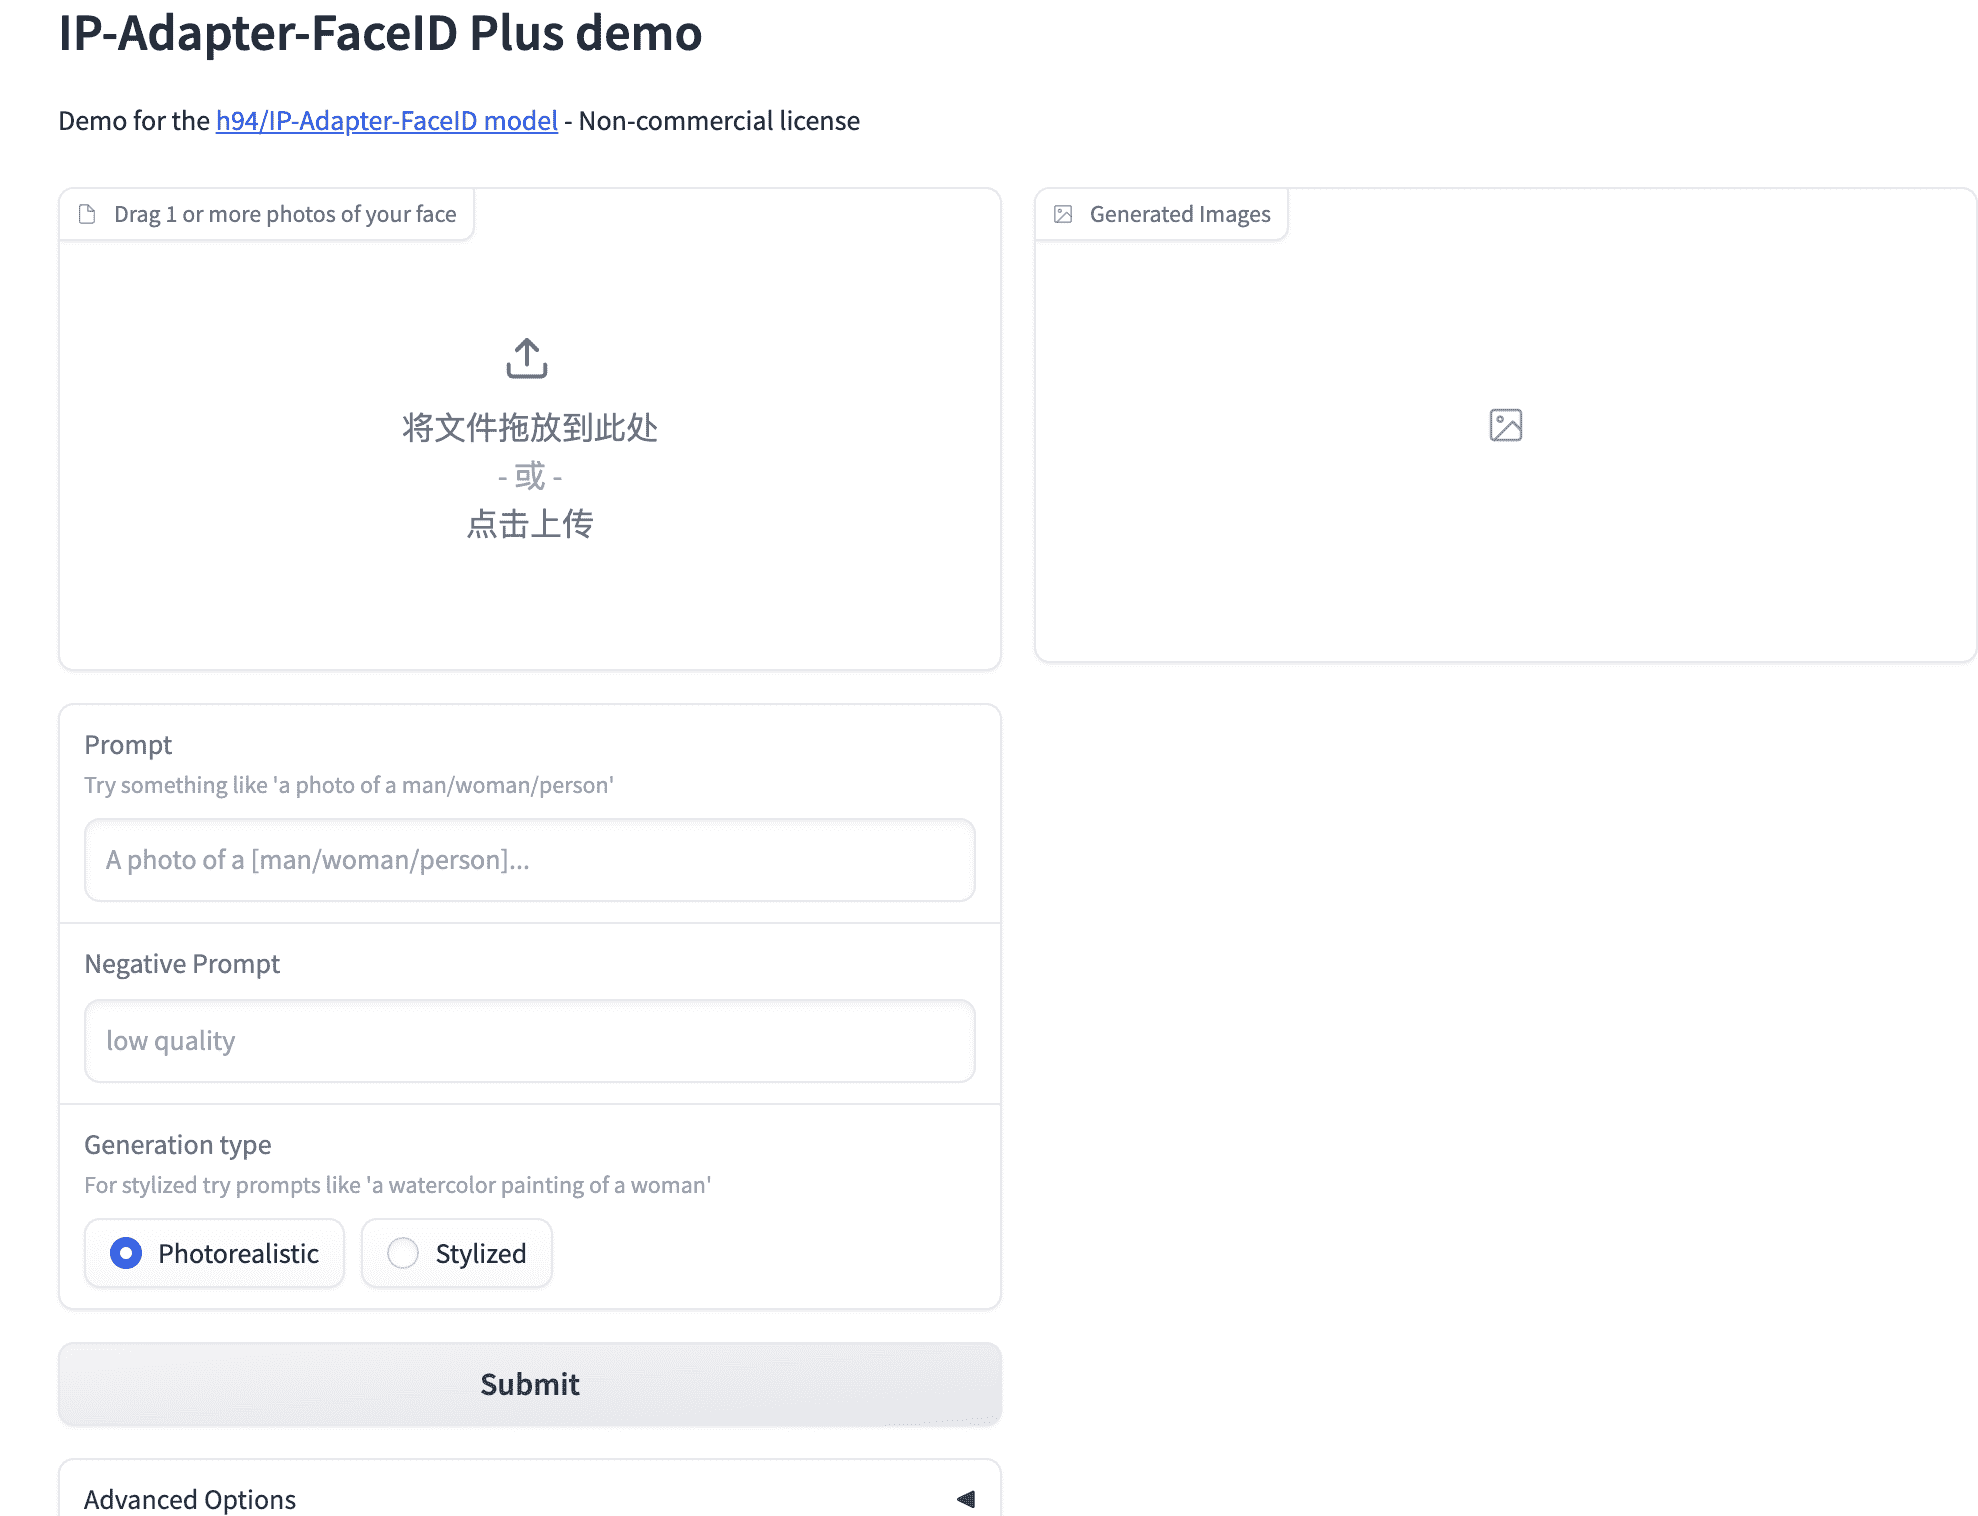 IP-Adapter-FaceID Plus demo
Demo for the h94/IP-Adapter-FaceID model - Non-commercial license
Drag 1 or more photos of your face
将文件拖放到此处
- 或 -
点击上传
Generated Images
Prompt
Try something like 'a photo of a man/woman/person'
A photo of a [man/woman/person]...
Negative Prompt
low quality
Generation type
For stylized try prompts like 'a watercolor painting of a woman'
Photorealistic
Stylized
Submit
Advanced Options